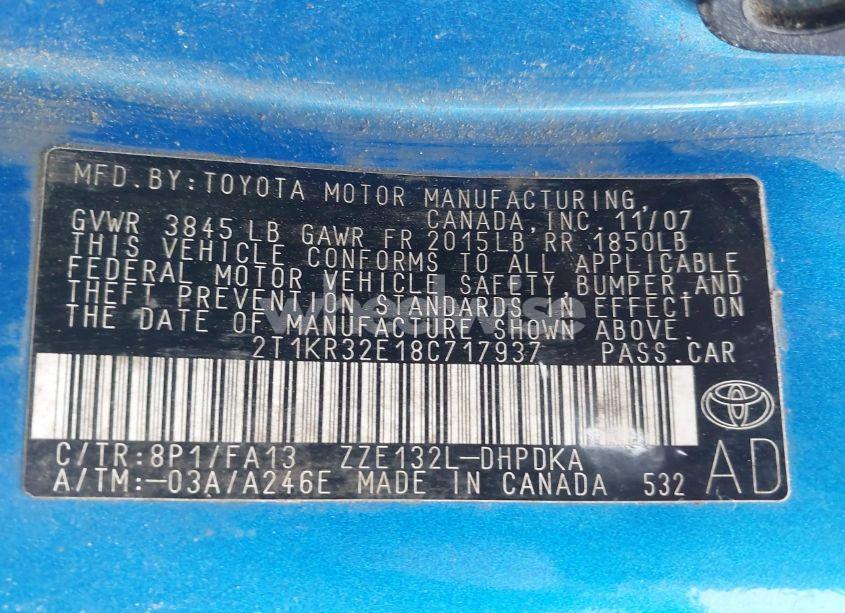 MFD.BY:TOYOTA MOTOR MANUFACTURING,
CANADA,INC. 11/07
GVWR 3845 LB GAWR FR 2015LB RR 1850LB
THIS VEHICLE CONFORMS TO ALL APPLICABLE
FEDERAL MOTOR VEHICLE SAFETY, BUMPER,AND
THEFT PREVENTION STANDARDS IN EFFECT ON
THE DATE OF MANUFACTURE SHOWN ABOVE.
2T1KR32E18C717937 PASS.CAR
C/TR:8P1/FA13 ZZE132L-DHPDKA
A/TM:-03A/A246E MADE IN CANADA 532 AD
wheelwise